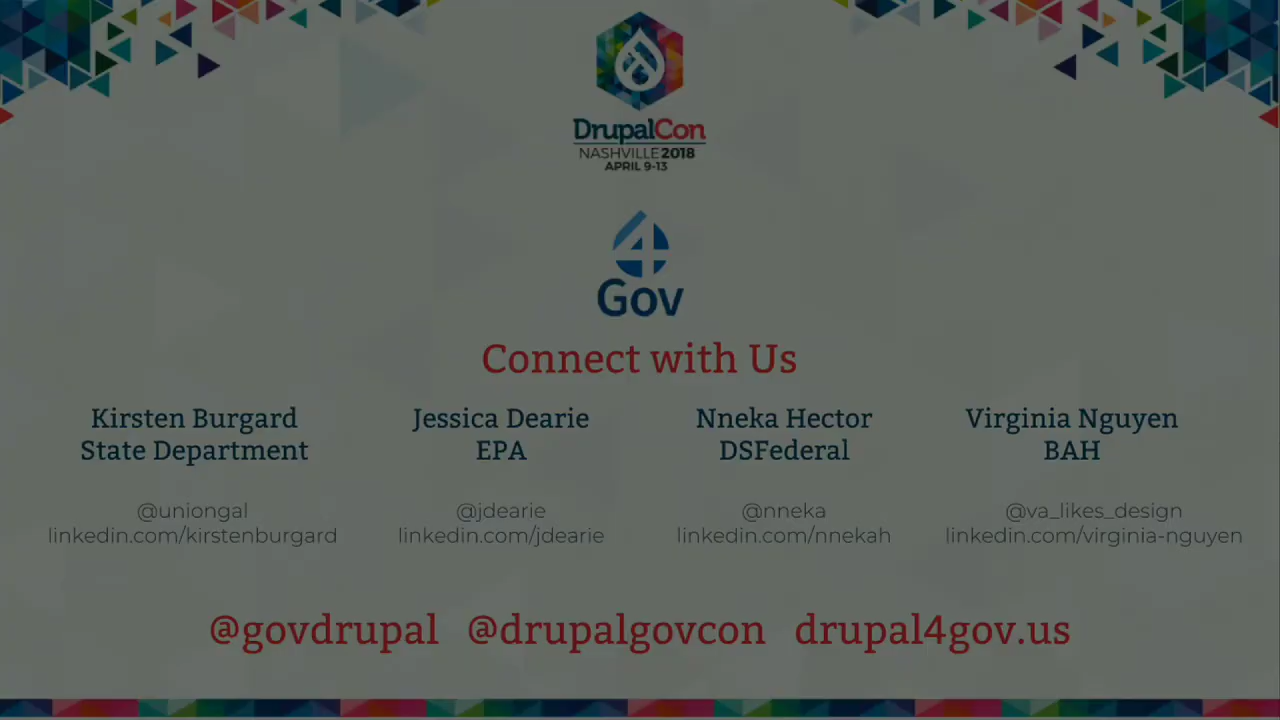 DrupalCon
NASHVILLE 2018
APRIL 9-13
4
Gov
Connect with Us
Kirsten Burgard
State Department
@uniongal
linkedin.com/kirstenburgard
Jessica Dearie
EPA
@jdearie
linkedin.com/jdearie
Nneka Hector
DSFederal
@nneka
linkedin.com/nnekah
Virginia Nguyen
BAH
@va_likes_design
linkedin.com/virginia-nguyen
@govdrupal @drupalgovcon drupal4gov.us